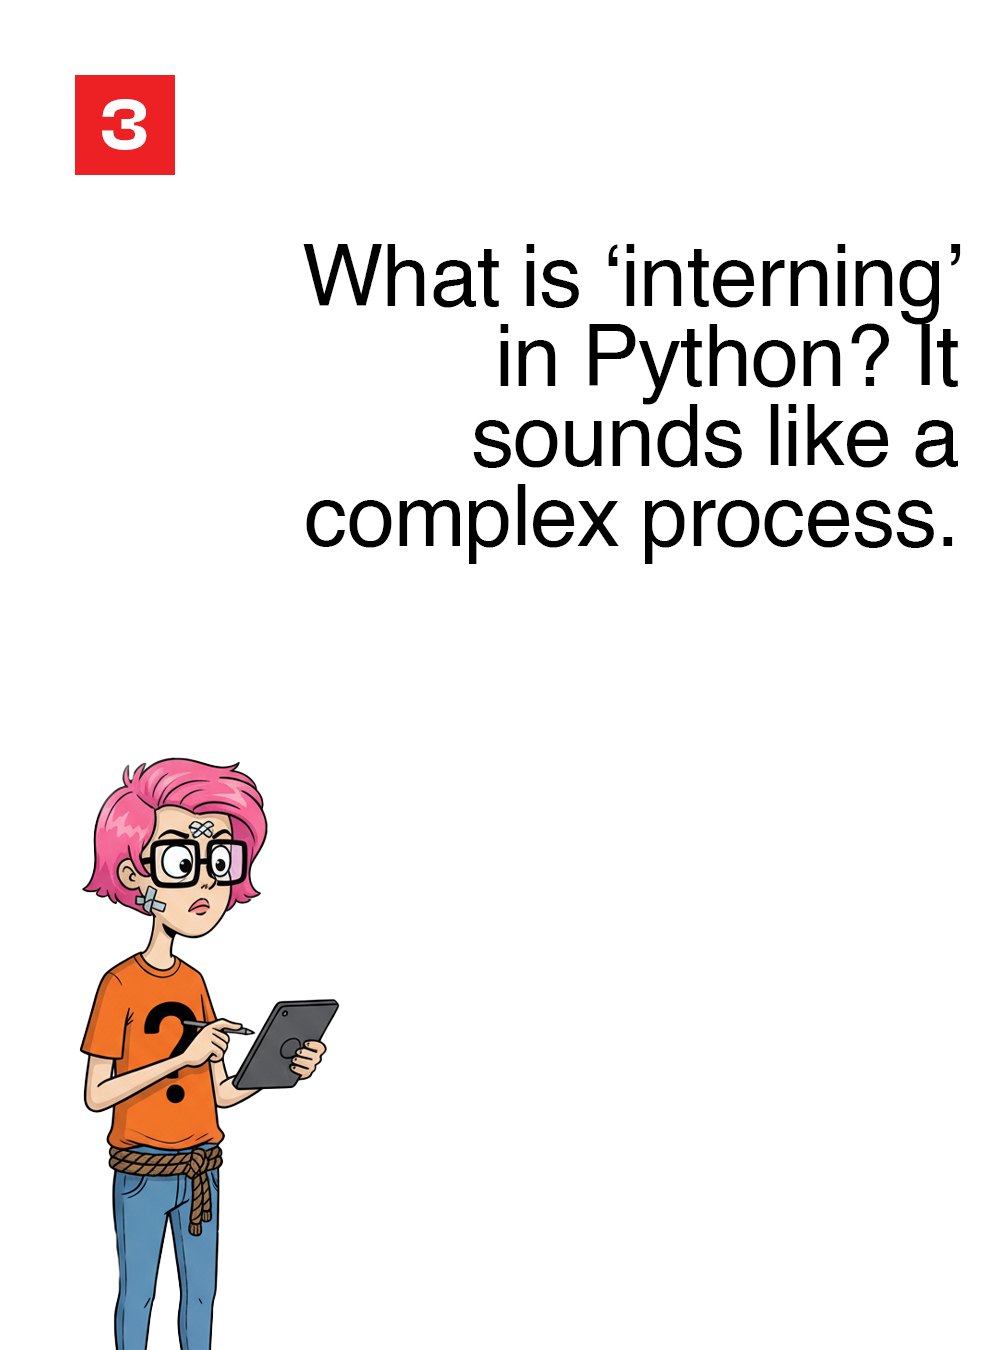 3
What is ‘interning’
in Python? It
sounds like a
complex process.
?